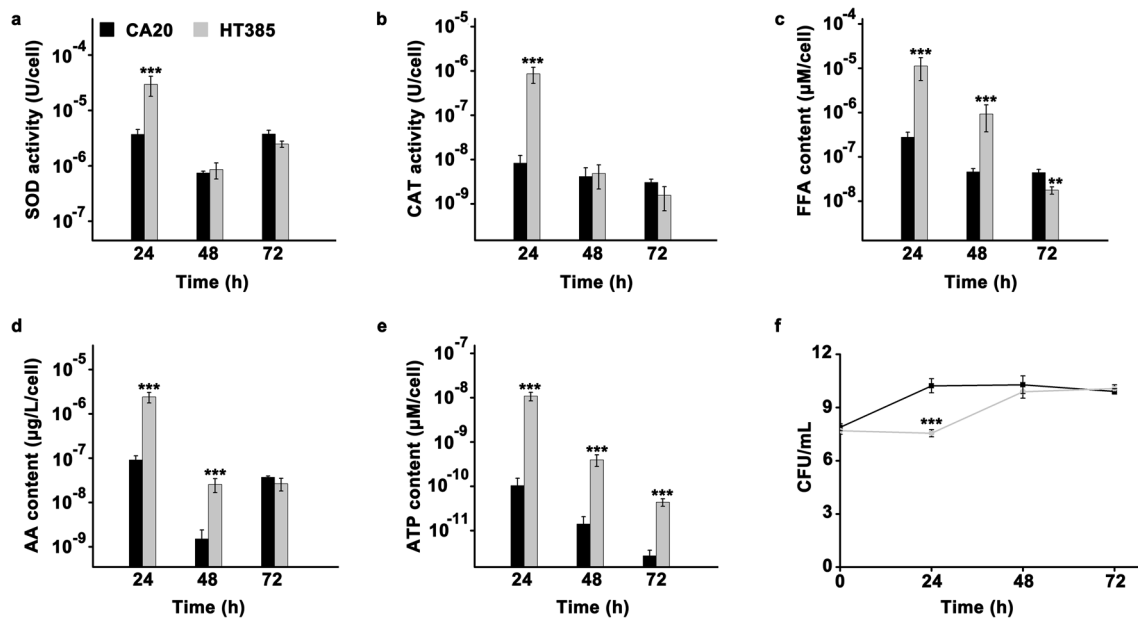 a
CA20 HT385
SOD activity (U/cell)
10-4
10-5
10-6
10-7
***
24 48 72
Time (h)
b
CAT activity (U/cell)
10-5
10-6
10-7
10-8
10-9
***
24 48 72
Time (h)
c
FFA content (µM/cell)
10-4
10-5
10-6
10-7
10-8
***
***
**
24 48 72
Time (h)
d
AA content (µg/L/cell)
10-5
10-6
10-7
10-8
10-9
***
***
24 48 72
Time (h)
e
ATP content (µM/cell)
10-7
10-8
10-9
10-10
10-11
***
***
***
24 48 72
Time (h)
f
CFU/mL
12
9
6
3
0
***
0 24 48 72
Time (h)